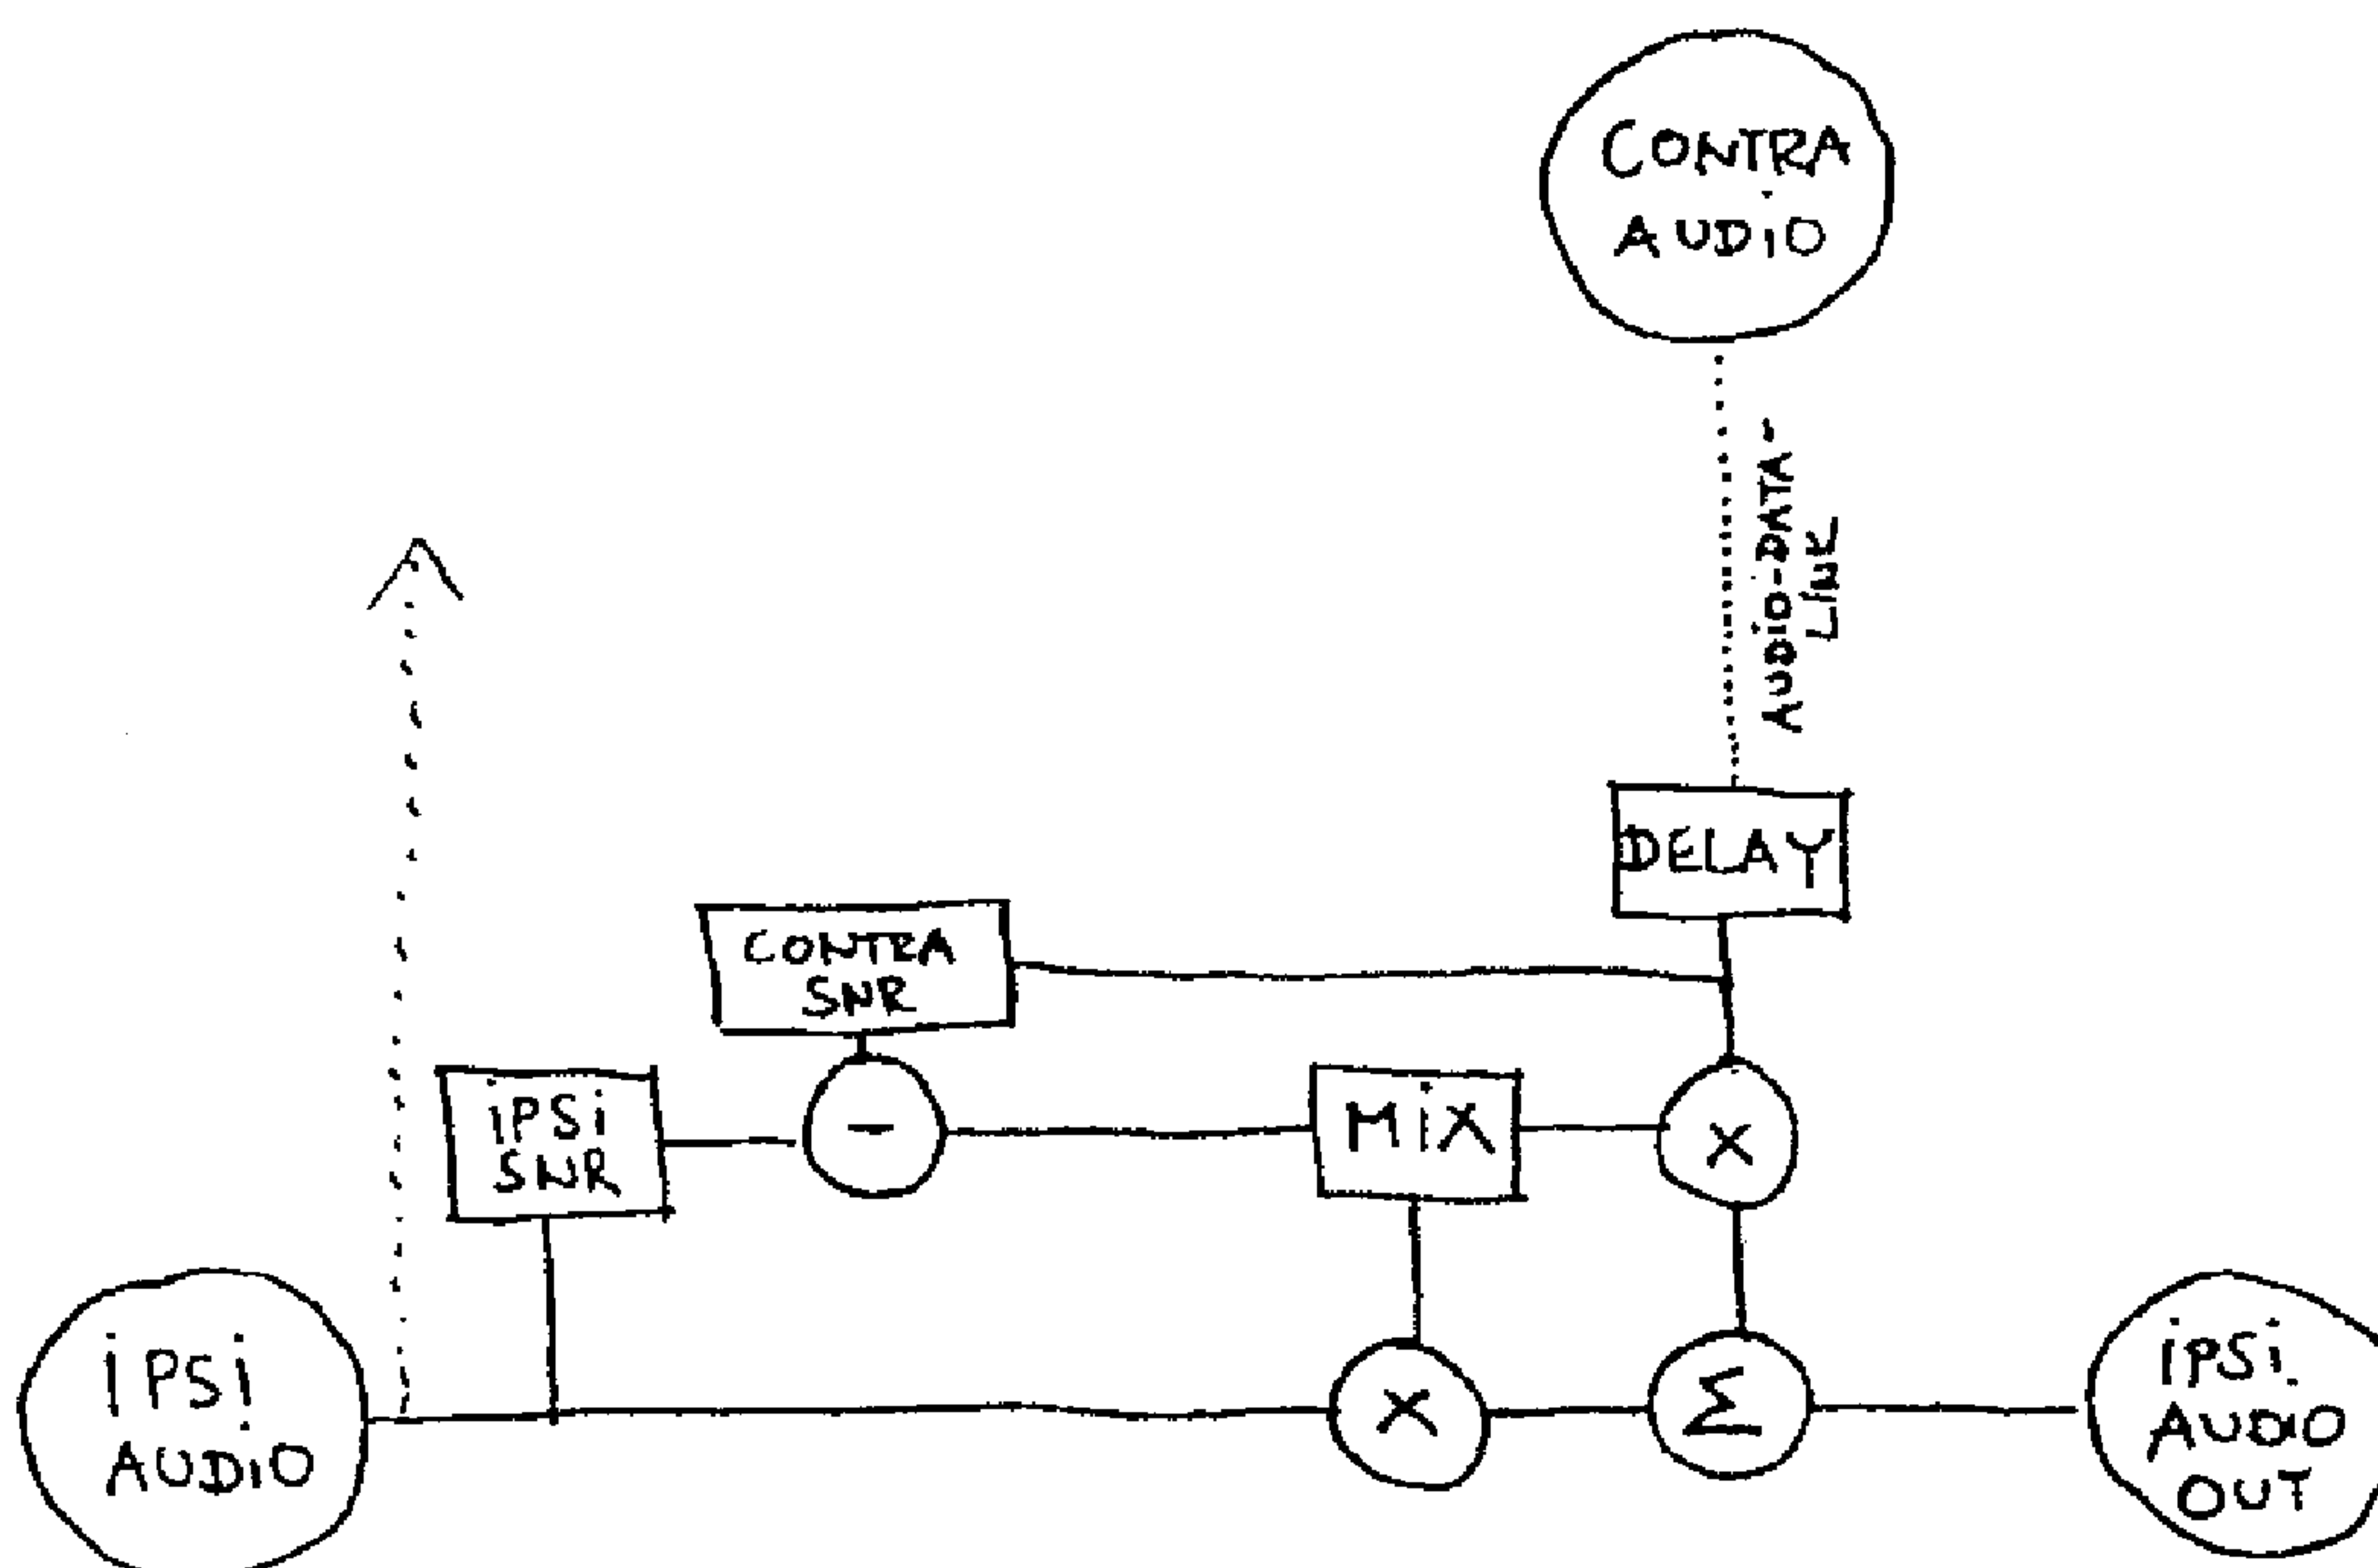 CONTRA
AUDiO
AUDiO-DATA
LiNK
DELAY
CONTRA
SNR
iPSi
SNR
-
MiX
X
iPSi
AUDiO
X
Σ
iPSi
AUDiO
OUT